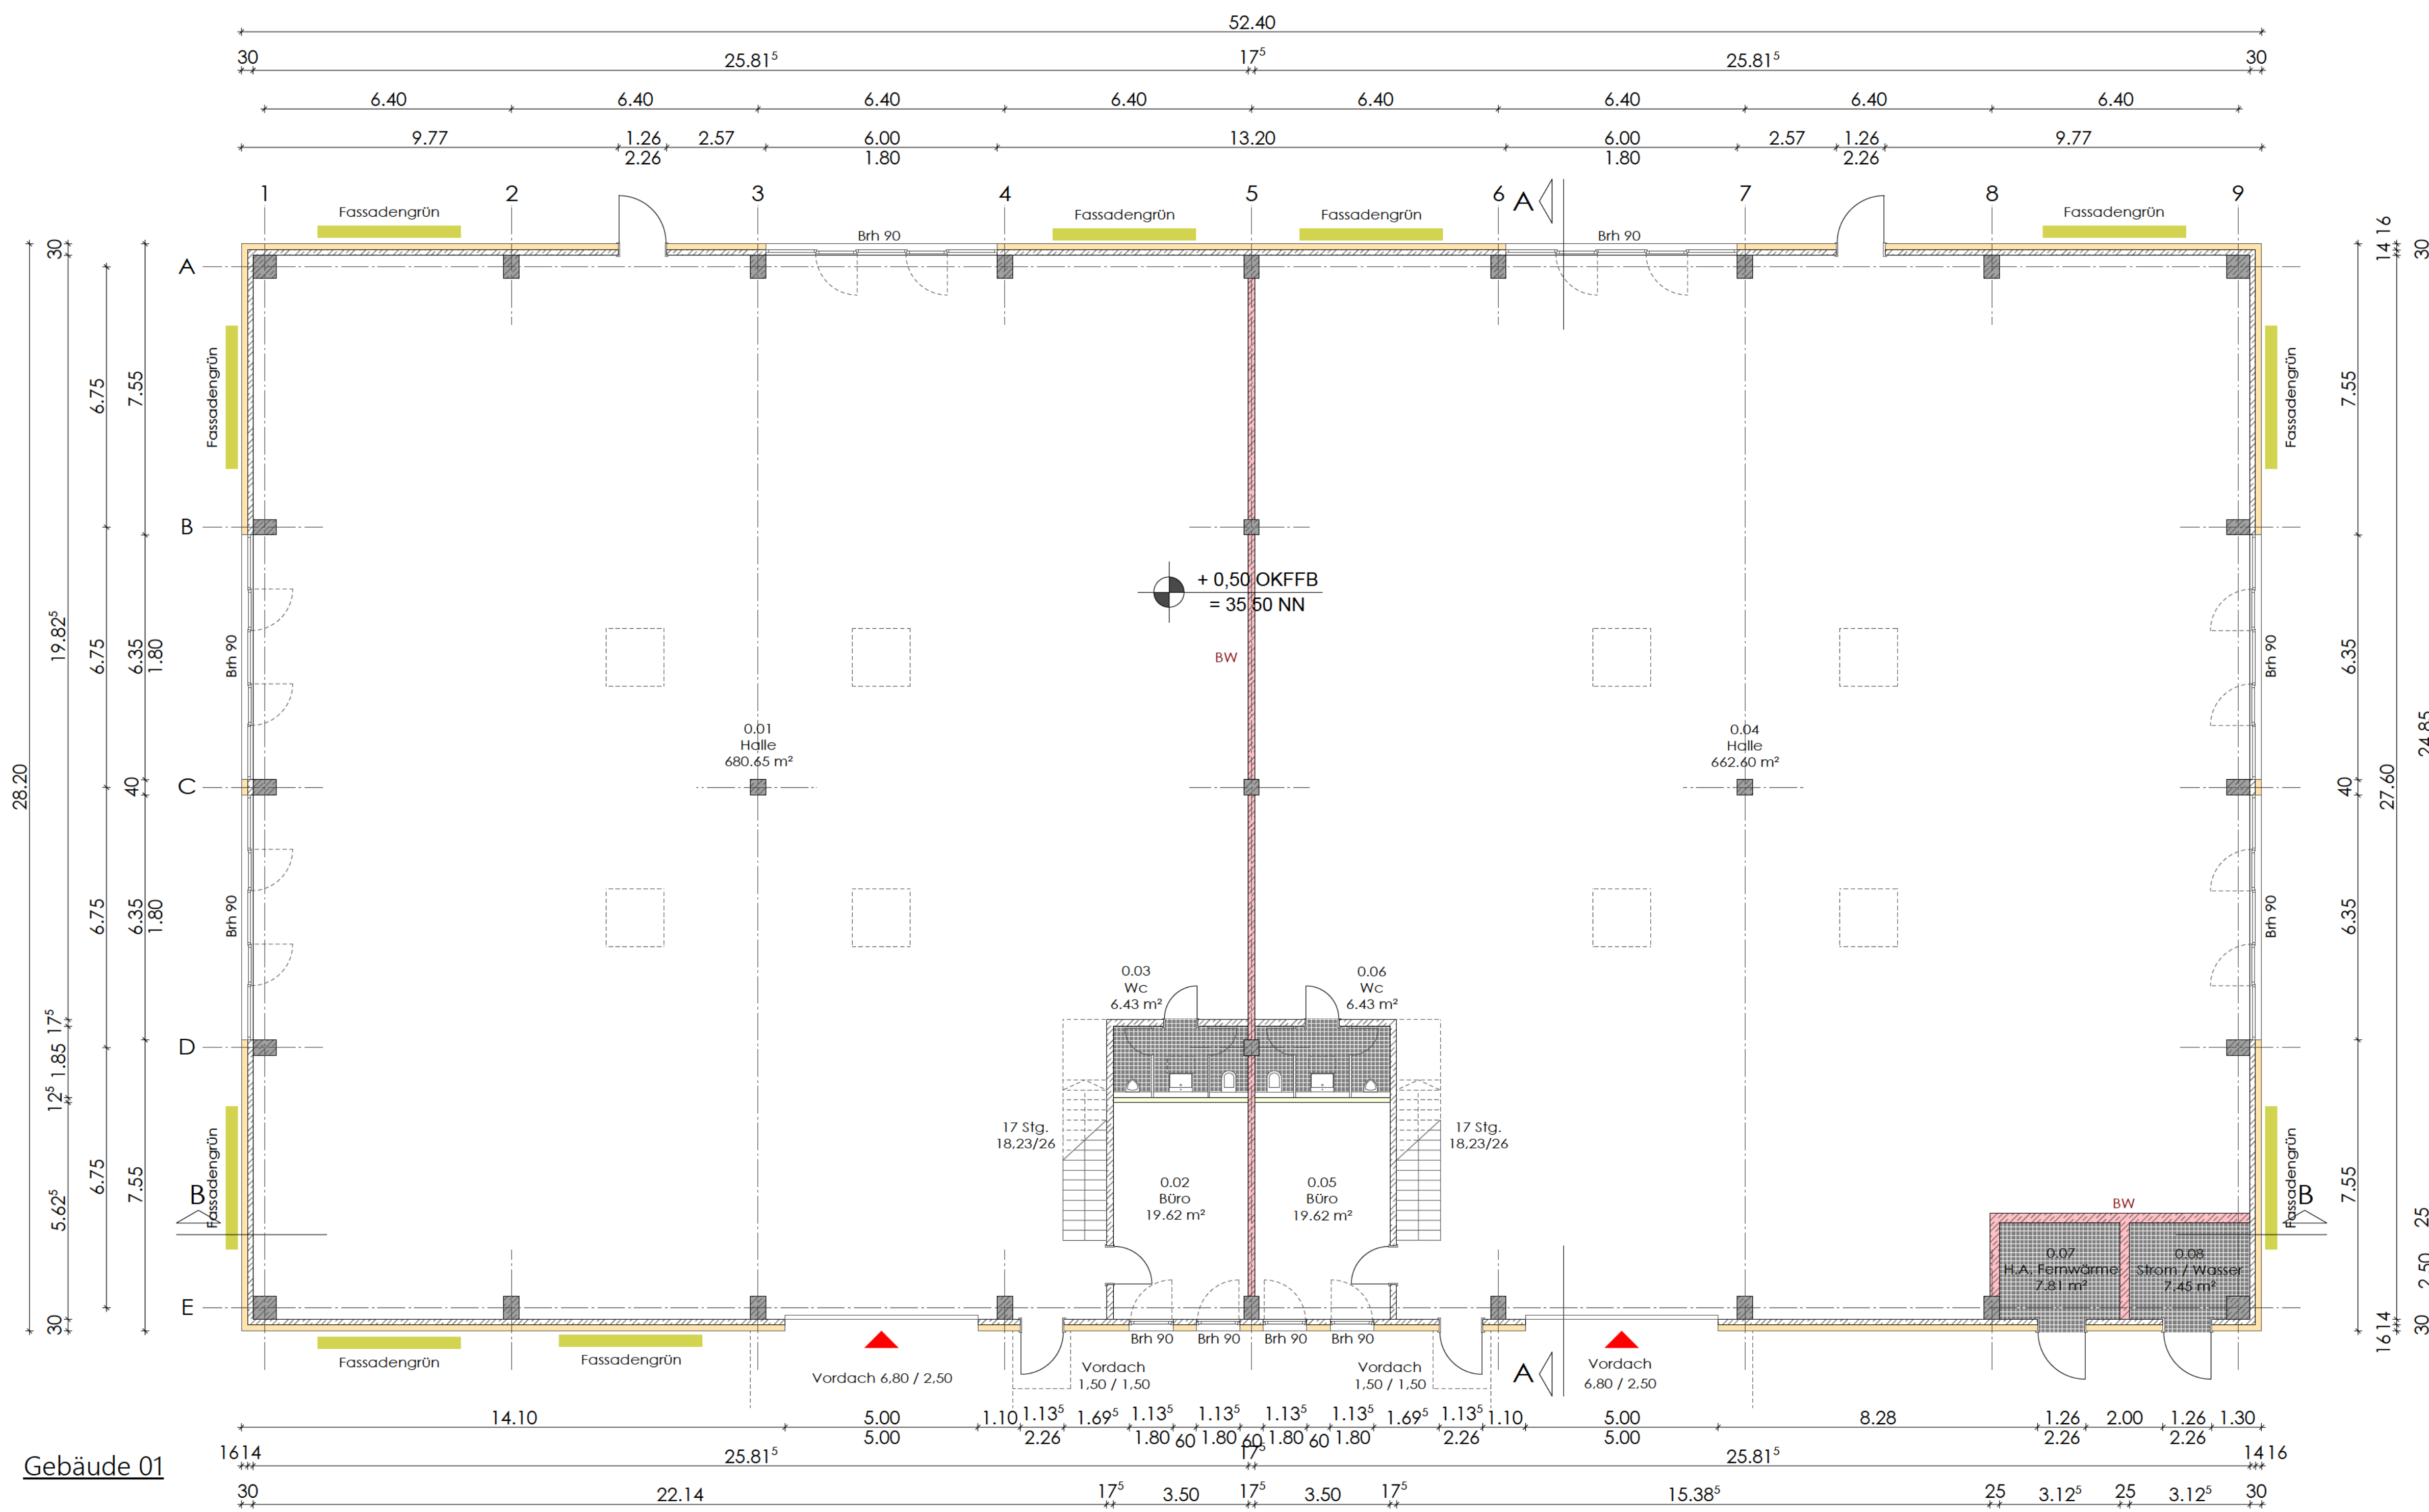 52.40
30 25.81⁵ 17⁵ 25.81⁵ 30
6.40 6.40 6.40 6.40 6.40 6.40 6.40 6.40
9.77 1.26 2.57 6.00 13.20 6.00 2.57 1.26 9.77
2.26 1.80 1.80 2.26
1 2 3 4 5 6 7 8 9
A
Fassadengrün
Fassadengrün
Fassadengrün
Fassadengrün
Brh 90
Brh 90
A
B
C
D
E
28.20
30
19.82⁵
17⁵
1.85
12⁵
5.62⁵
30
6.75
6.75
6.75
6.75
7.55
6.35
1.80
40
6.35
1.80
7.55
Fassadengrün
Brh 90
Brh 90
Fassadengrün
B
+ 0,50 OKFFB
= 35,50 NN
BW
0.01
Halle
680.65 m²
0.04
Halle
662.60 m²
0.03
Wc
6.43 m²
0.06
Wc
6.43 m²
17 Stg.
18,23/26
17 Stg.
18,23/26
0.02
Büro
19.62 m²
0.05
Büro
19.62 m²
BW
0.07
H.A. Fernwärme
7.81 m²
0.08
Strom / Wasser
7.45 m²
Fassadengrün
Brh 90
Brh 90
Fassadengrün
B
7.55
6.35
40
6.35
7.55
14 16
27.60
16 14
30
24.85
25
2.50
30
Brh 90 Brh 90 Brh 90 Brh 90
Fassadengrün
Fassadengrün
Vordach 6,80 / 2,50
Vordach
1,50 / 1,50
Vordach
1,50 / 1,50
A
Vordach
6,80 / 2,50
14.10 5.00 1.10 1.13⁵ 1.69⁵ 1.13⁵ 1.13⁵ 1.13⁵ 1.13⁵ 1.69⁵ 1.13⁵ 1.10 5.00 8.28 1.26 2.00 1.26 1.30
5.00 2.26 1.80 60 1.80 60 1.80 60 1.80 2.26 5.00 2.26 2.26
16 14 25.81⁵ 17⁵ 25.81⁵ 14 16
Gebäude 01
30 22.14 17⁵ 3.50 17⁵ 3.50 17⁵ 15.38⁵ 25 3.12⁵ 25 3.12⁵ 30